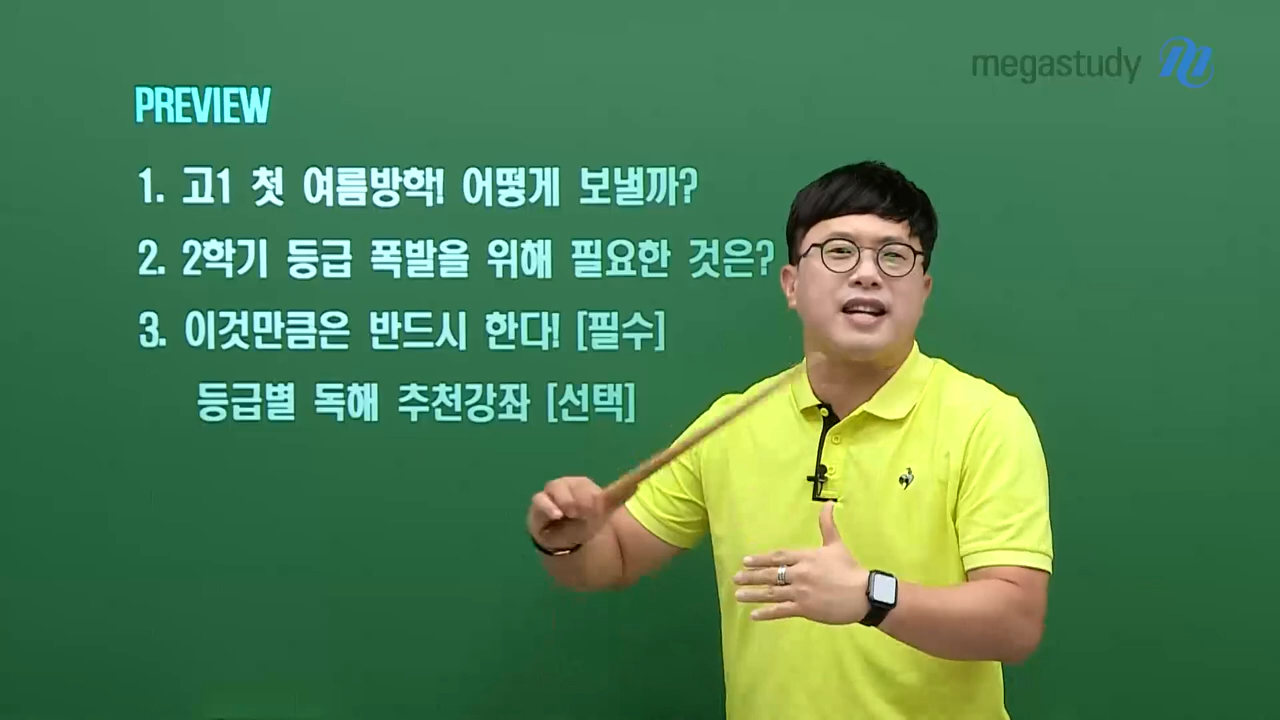 megastudy
PREVIEW
1. 고1 첫 여름방학! 어떻게 보낼까?
2. 2학기 등급 폭발을 위해 필요한 것은?
3. 이것만큼은 반드시 한다! [필수]
등급별 독해 추천강좌 [선택]